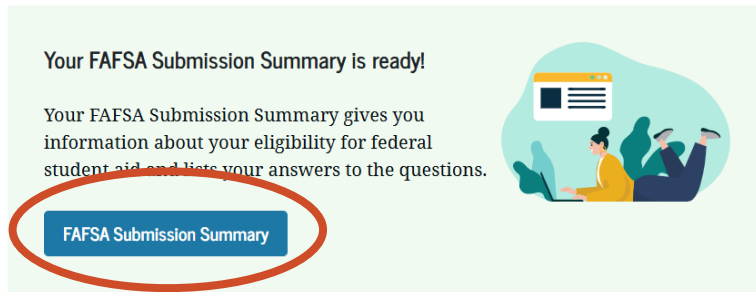 Your FAFSA Submission Summary is ready!
Your FAFSA Submission Summary gives you
information about your eligibility for federal
student aid and lists your answers to the questions.
FAFSA Submission Summary